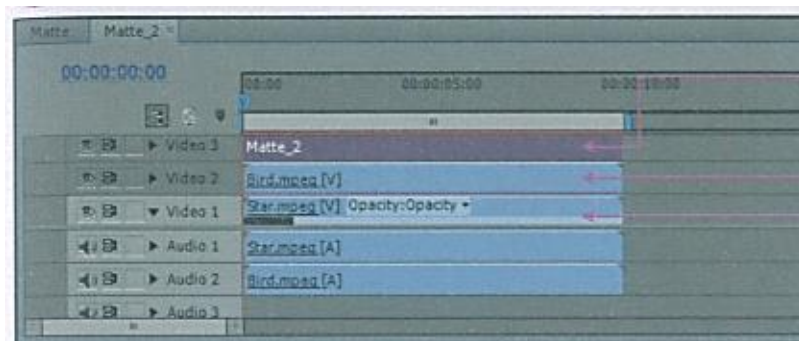 Matte Matte_2
00:00:00:00
00:00 00:00:05:00 00:00:10:00
Video 3 Matte_2
Video 2 Bird.mpeg [V]
Video 1 Star.mpeg [V] Opacity:Opacity
Audio 1 Star.mpeg [A]
Audio 2 Bird.mpeg [A]
Audio 3